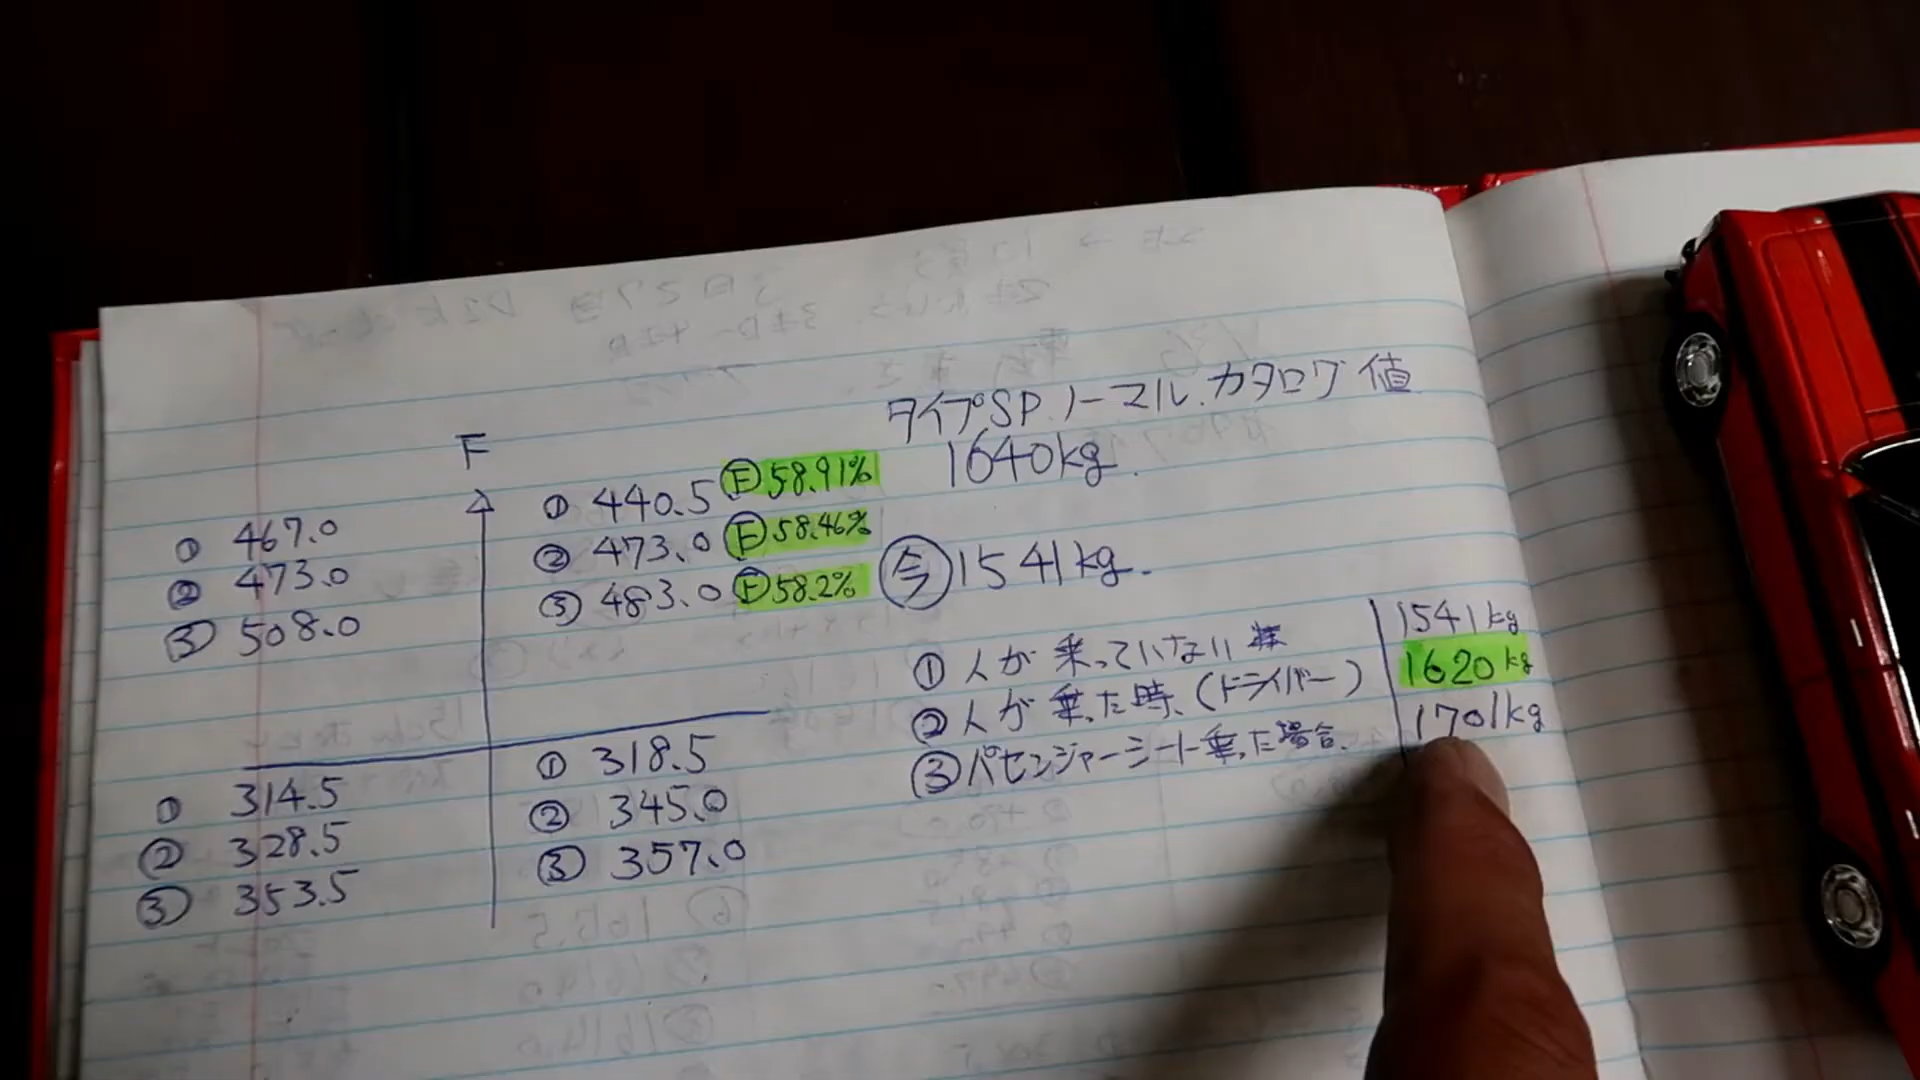 タイプSP.ノーマル.カタログ値
1640kg.
F
① 467.0
② 473.0
③ 508.0
① 440.5 Ⓕ58.91%
② 473.0 Ⓕ58.46%
③ 483.0 Ⓕ58.2%
㋿今 1541kg.
① 人が乗っていない 1541kg
② 人が乗った時、(ドライバー) 1620kg
③ パセンジャーシート乗った場合. 1701kg
① 314.5
② 328.5
③ 353.5
① 318.5
② 345.0
③ 357.0